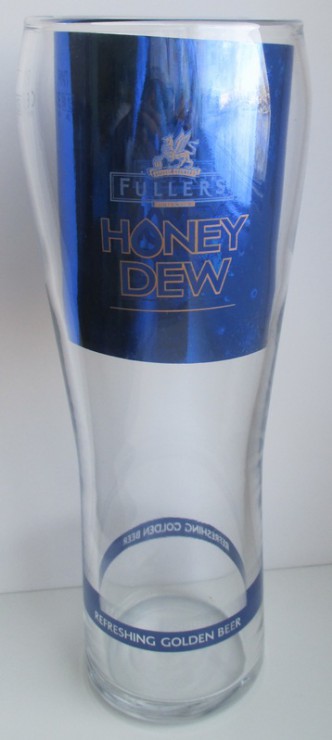 FULLER'S
HONEY
DEW
REFRESHING GOLDEN BEER
REFRESHING GOLDEN BEER